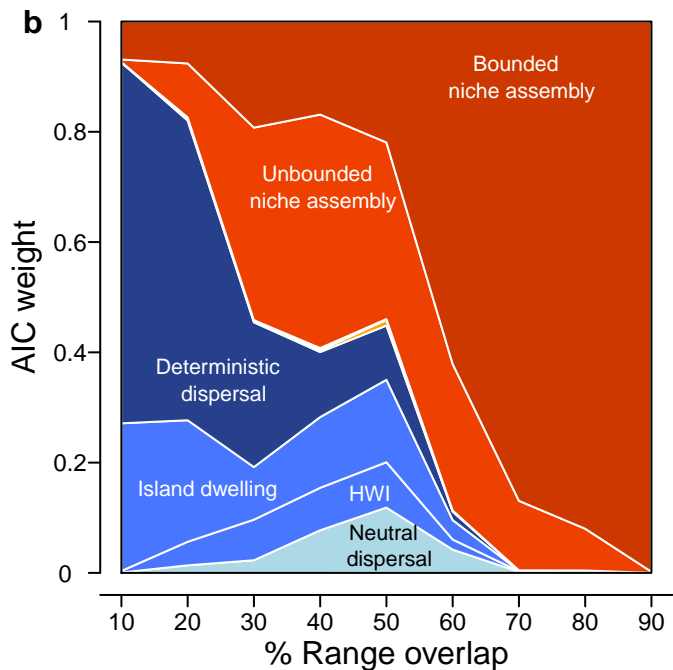 b
1
0.8
0.6
0.4
0.2
0
AIC weight
Bounded
niche assembly
Unbounded
niche assembly
Deterministic
dispersal
Island dwelling
HWI
Neutral
dispersal
10 20 30 40 50 60 70 80 90
% Range overlap